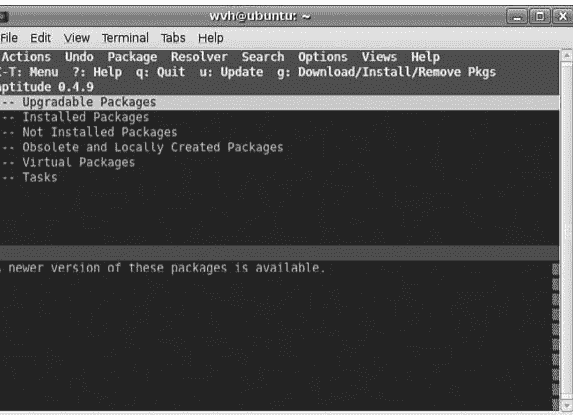 wvh@ubuntu: ~
File Edit View Terminal Tabs Help
Actions Undo Package Resolver Search Options Views Help
-T: Menu ?: Help q: Quit u: Update g: Download/Install/Remove Pkgs
aptitude 0.4.9
-- Upgradable Packages
-- Installed Packages
-- Not Installed Packages
-- Obsolete and Locally Created Packages
-- Virtual Packages
-- Tasks
newer version of these packages is available.